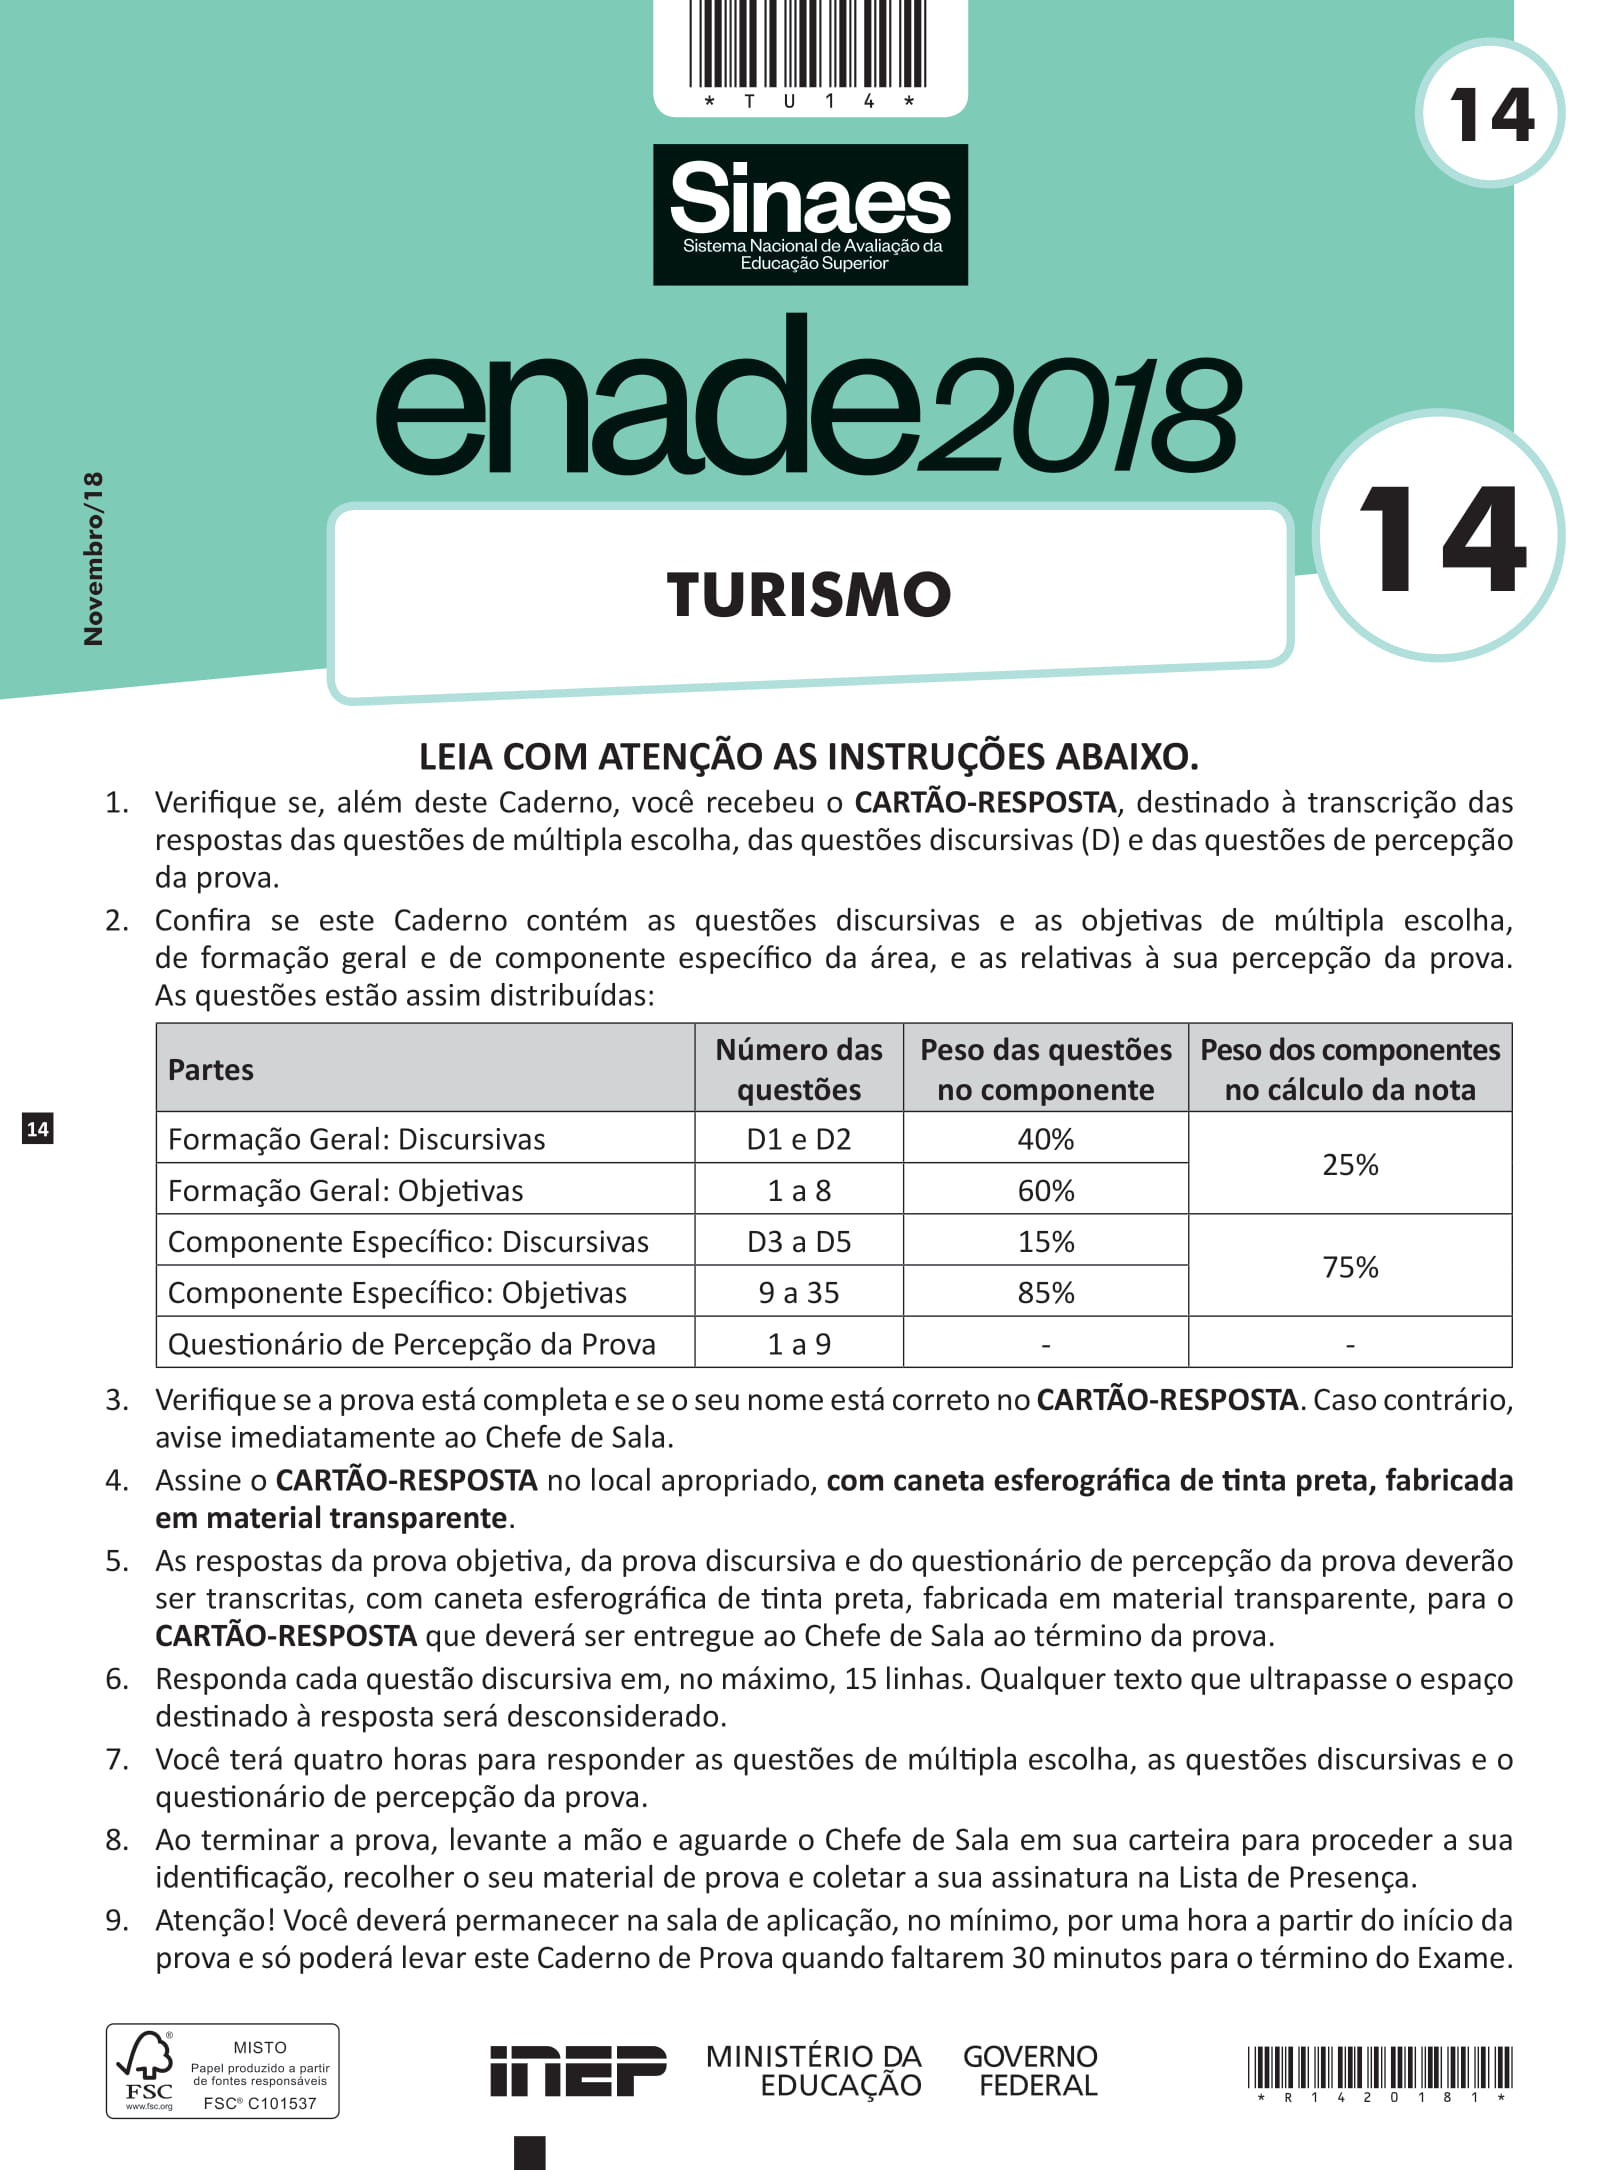 * T U 1 4 *
14
Sinaes
Sistema Nacional de Avaliação da
Educação Superior
enade2018
Novembro/18
14
TURISMO
LEIA COM ATENÇÃO AS INSTRUÇÕES ABAIXO.
1. Verifique se, além deste Caderno, você recebeu o CARTÃO-RESPOSTA, destinado à transcrição das
respostas das questões de múltipla escolha, das questões discursivas (D) e das questões de percepção
da prova.
2. Confira se este Caderno contém as questões discursivas e as objetivas de múltipla escolha,
de formação geral e de componente específico da área, e as relativas à sua percepção da prova.
As questões estão assim distribuídas:
Partes Número das questões Peso das questões no componente Peso dos componentes no cálculo da nota
14
Formação Geral: Discursivas D1 e D2 40% 25%
Formação Geral: Objetivas 1 a 8 60%
Componente Específico: Discursivas D3 a D5 15% 75%
Componente Específico: Objetivas 9 a 35 85%
Questionário de Percepção da Prova 1 a 9 - -
3. Verifique se a prova está completa e se o seu nome está correto no CARTÃO-RESPOSTA. Caso contrário,
avise imediatamente ao Chefe de Sala.
4. Assine o CARTÃO-RESPOSTA no local apropriado, com caneta esferográfica de tinta preta, fabricada
em material transparente.
5. As respostas da prova objetiva, da prova discursiva e do questionário de percepção da prova deverão
ser transcritas, com caneta esferográfica de tinta preta, fabricada em material transparente, para o
CARTÃO-RESPOSTA que deverá ser entregue ao Chefe de Sala ao término da prova.
6. Responda cada questão discursiva em, no máximo, 15 linhas. Qualquer texto que ultrapasse o espaço
destinado à resposta será desconsiderado.
7. Você terá quatro horas para responder as questões de múltipla escolha, as questões discursivas e o
questionário de percepção da prova.
8. Ao terminar a prova, levante a mão e aguarde o Chefe de Sala em sua carteira para proceder a sua
identificação, recolher o seu material de prova e coletar a sua assinatura na Lista de Presença.
9. Atenção! Você deverá permanecer na sala de aplicação, no mínimo, por uma hora a partir do início da
prova e só poderá levar este Caderno de Prova quando faltarem 30 minutos para o término do Exame.
®
FSC
www.fsc.org
MISTO
Papel produzido a partir
de fontes responsáveis
FSC® C101537
INEP
MINISTÉRIO DA
EDUCAÇÃO
GOVERNO
FEDERAL
* R 1 4 2 0 1 8 1 *